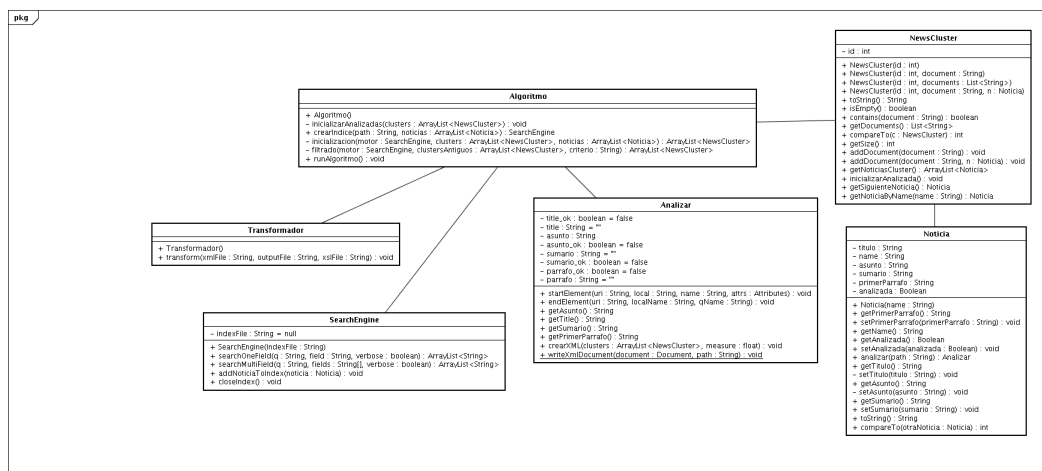 pkg
NewsCluster
- id : int
+ NewsCluster(id : int)
+ NewsCluster(id : int, document : String)
+ NewsCluster(id : int, documents : List<String>)
+ NewsCluster(id : int, document : String, n : Noticia)
+ toString() : String
+ isEmpty() : boolean
+ contains(document : String) : boolean
+ getDocuments() : List<String>
+ compareTo(c : NewsCluster) : int
+ getSize() : int
+ addDocument(document : String) : void
+ addDocument(document : String, n : Noticia) : void
+ getNoticiasCluster() : ArrayList<Noticia>
+ inicializarAnalizada() : void
+ getSiguienteNoticia() : Noticia
+ getNoticiaByName(name : String) : Noticia
Algoritmo
+ Algoritmo()
- inicializarAnalizadas(clusters : ArrayList<NewsCluster>) : void
+ crearIndice(path : String, noticias : ArrayList<Noticia>) : SearchEngine
- inicializacion(motor : SearchEngine, clusters : ArrayList<NewsCluster>, noticias : ArrayList<Noticia>) : ArrayList<NewsCluster>
- filtrado(motor : SearchEngine, clustersAntiguos : ArrayList<NewsCluster>, criterio : String) : ArrayList<NewsCluster>
+ runAlgoritmo() : void
Transformador
+ Transformador()
+ transform(xmlFile : String, outputFile : String, xslFile : String) : void
Analizar
- title_ok : boolean = false
- title : String = ""
- asunto : String
- asunto_ok : boolean = false
- sumario : String = ""
- sumario_ok : boolean = false
- parrafo_ok : boolean = false
- parrafo : String = ""
+ startElement(uri : String, local : String, name : String, attrs : Attributes) : void
+ endElement(uri : String, localName : String, qName : String) : void
+ getAsunto() : String
+ getTitle() : String
+ getSumario() : String
+ getPrimerParrafo() : String
+ crearXML(clusters : ArrayList<NewsCluster>, measure : float) : void
+ writeXmlDocument(document : Document, path : String) : void
SearchEngine
- indexFile : String = null
+ SearchEngine(indexFile : String)
+ searchOneField(q : String, field : String, verbose : boolean) : ArrayList<String>
+ searchMultiField(q : String, fields : String[], verbose : boolean) : ArrayList<String>
+ addNoticiaToIndex(noticia : Noticia) : void
+ closeIndex() : void
Noticia
- titulo : String
- name : String
- asunto : String
- sumario : String
- primerParrafo : String
- analizada : Boolean
+ Noticia(name : String)
+ getPrimerParrafo() : String
+ setPrimerParrafo(primerParrafo : String) : void
+ getName() : String
+ getAnalizada() : Boolean
+ setAnalizada(analizada : Boolean) : void
+ analizar(path : String) : Analizar
+ getTitulo() : String
- setTitulo(titulo : String) : void
+ getAsunto() : String
- setAsunto(asunto : String) : void
+ getSumario() : String
+ setSumario(sumario : String) : void
+ toString() : String
+ compareTo(otraNoticia : Noticia) : int